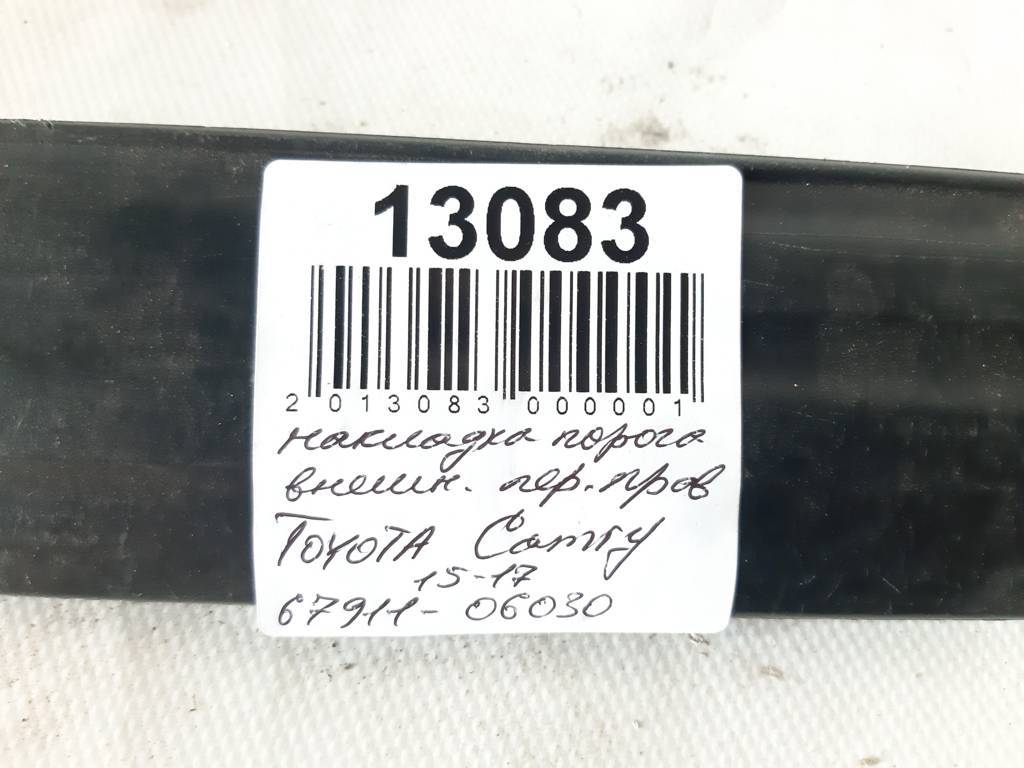 13083
2 013083 000001
накладка порога
внешн. пер. прав
TOYOTA Camry
15-17
67911-06030